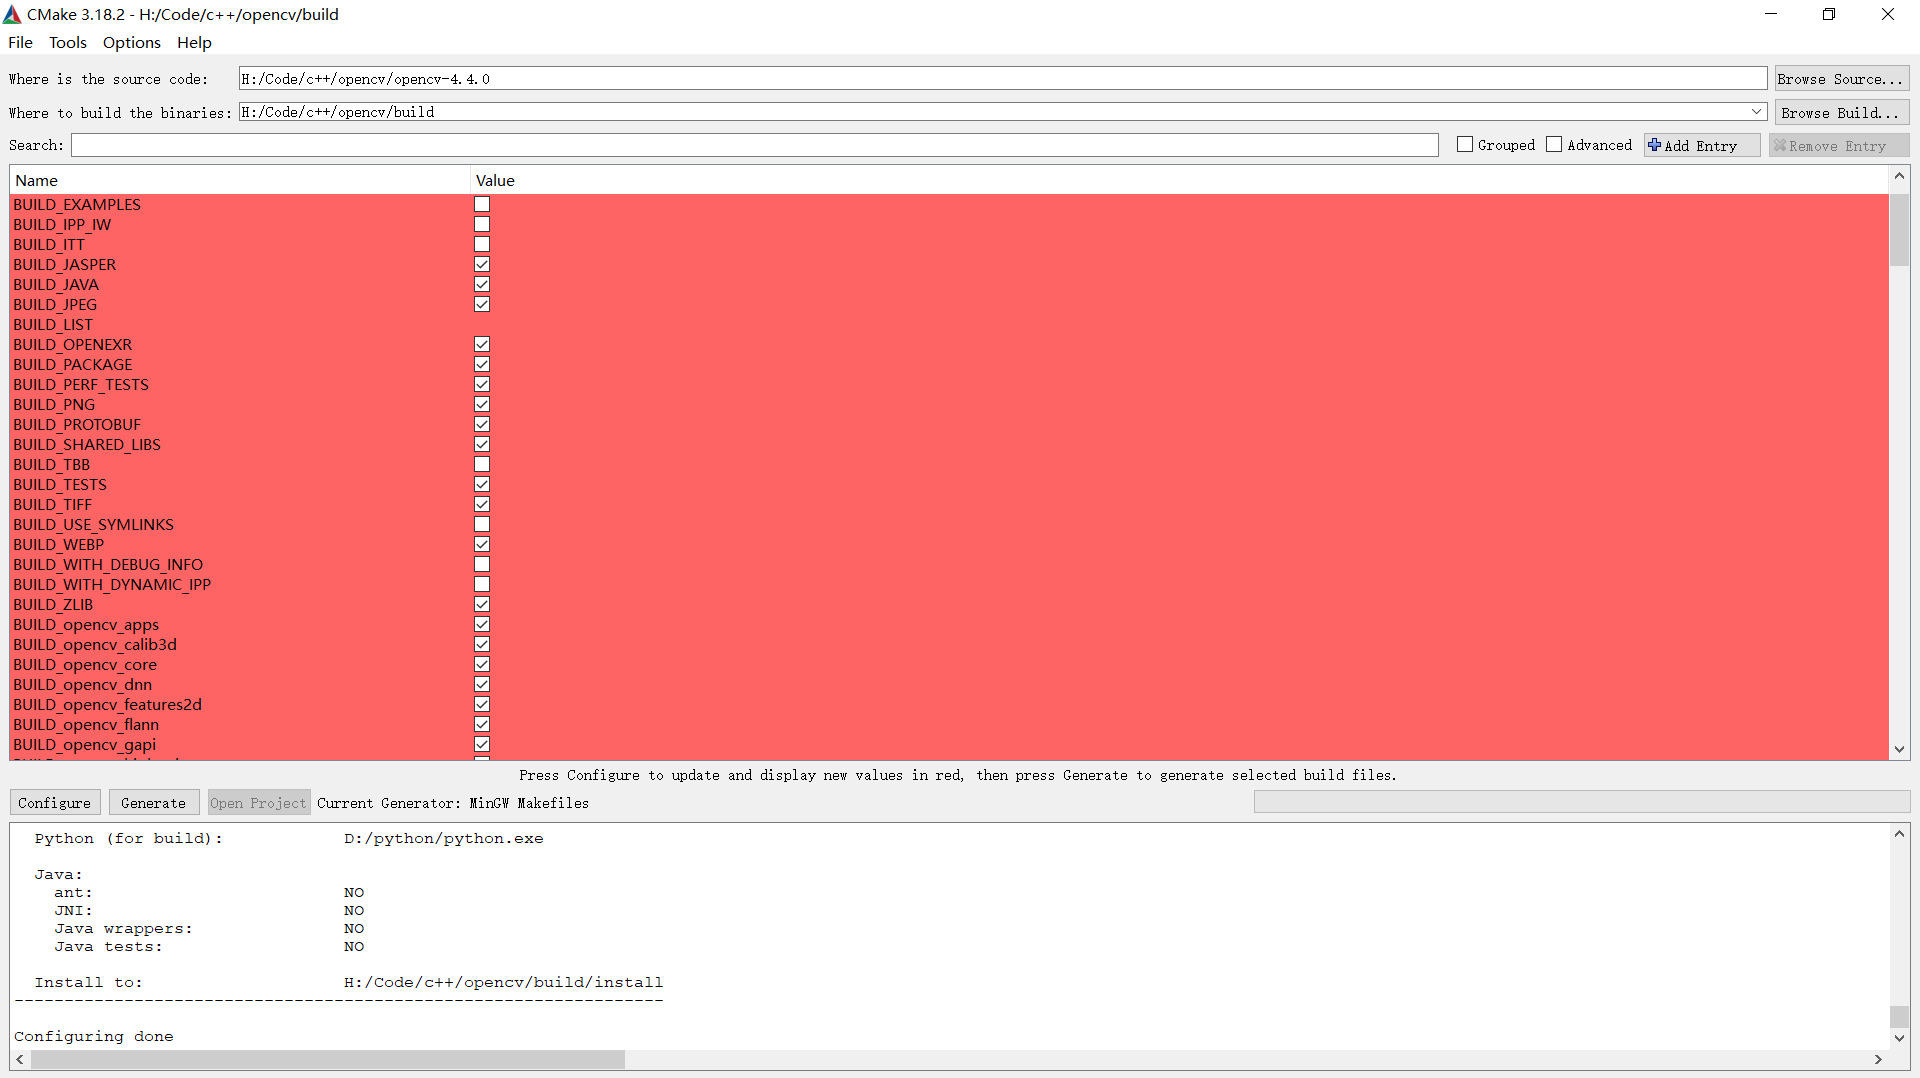 CMake 3.18.2 - H:/Code/c++/opencv/build
File Tools Options Help
Where is the source code: H:/Code/c++/opencv/opencv-4.4.0 Browse Source...
Where to build the binaries: H:/Code/c++/opencv/build Browse Build...
Search: Grouped Advanced Add Entry Remove Entry
Name Value
BUILD_EXAMPLES
BUILD_IPP_IW
BUILD_ITT
BUILD_JASPER
BUILD_JAVA
BUILD_JPEG
BUILD_LIST
BUILD_OPENEXR
BUILD_PACKAGE
BUILD_PERF_TESTS
BUILD_PNG
BUILD_PROTOBUF
BUILD_SHARED_LIBS
BUILD_TBB
BUILD_TESTS
BUILD_TIFF
BUILD_USE_SYMLINKS
BUILD_WEBP
BUILD_WITH_DEBUG_INFO
BUILD_WITH_DYNAMIC_IPP
BUILD_ZLIB
BUILD_opencv_apps
BUILD_opencv_calib3d
BUILD_opencv_core
BUILD_opencv_dnn
BUILD_opencv_features2d
BUILD_opencv_flann
BUILD_opencv_gapi
Press Configure to update and display new values in red, then press Generate to generate selected build files.
Configure Generate Open Project Current Generator: MinGW Makefiles
Python (for build): D:/python/python.exe
Java:
ant: NO
JNI: NO
Java wrappers: NO
Java tests: NO
Install to: H:/Code/c++/opencv/build/install
-----------------------------------------------------------------
Configuring done